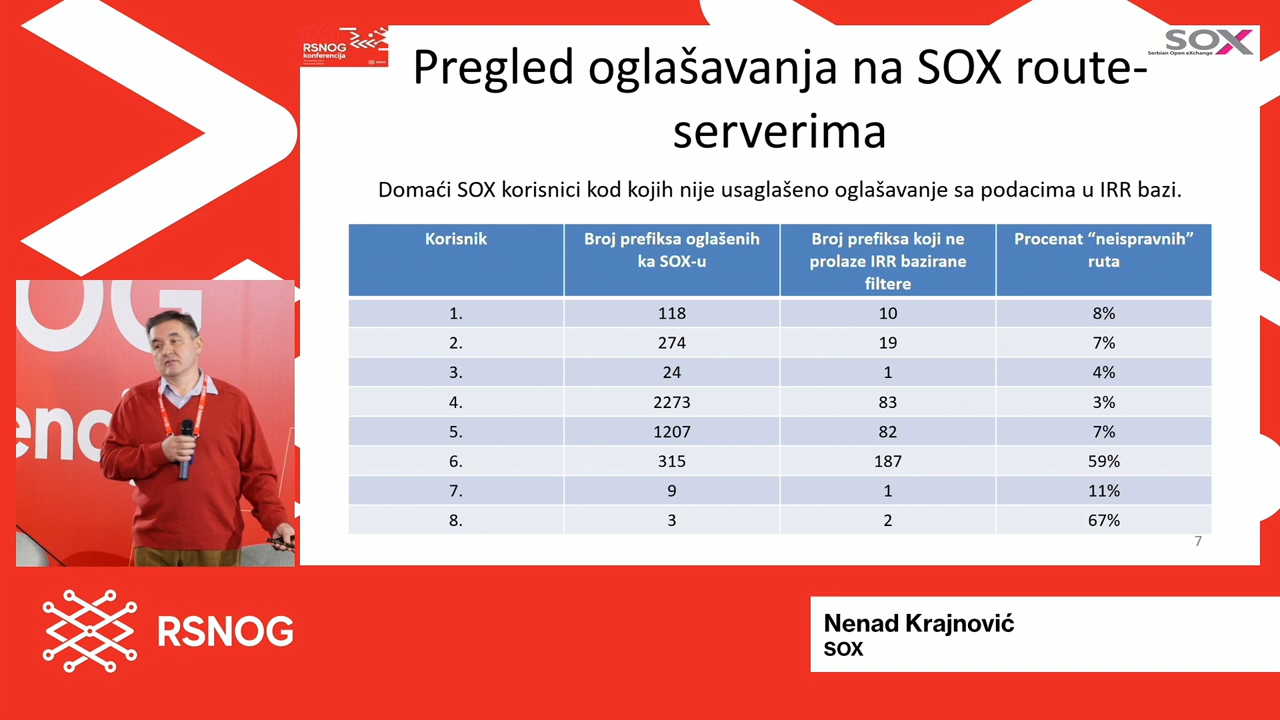 RSNOG
konferencija
SOX
Serbian Open eXchange
Pregled oglašavanja na SOX route-
serverima
Domaći SOX korisnici kod kojih nije usaglašeno oglašavanje sa podacima u IRR bazi.
Korisnik
Broj prefiksa oglašenih
ka SOX-u
Broj prefiksa koji ne
prolaze IRR bazirane
filtere
Procenat “neispravnih”
ruta
1. 118 10 8%
2. 274 19 7%
3. 24 1 4%
4. 2273 83 3%
5. 1207 82 7%
6. 315 187 59%
7. 9 1 11%
8. 3 2 67%
7
OG
enc
RSNOG
Nenad Krajnović
SOX